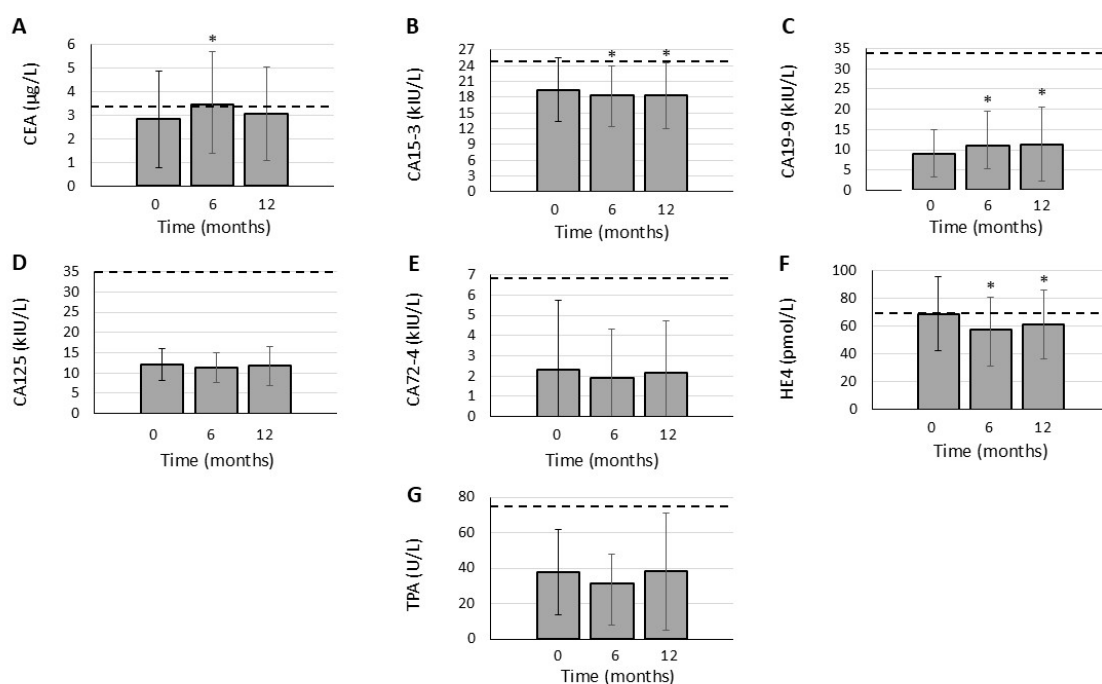 A
CEA (µg/L)
6
5
4
3
2
1
0
*
0 6 12
Time (months)
B
CA15-3 (kIU/L)
27
24
21
18
15
12
9
6
3
0
* *
0 6 12
Time (months)
C
CA19-9 (kIU/L)
35
30
25
20
15
10
5
0
* *
0 6 12
Time (months)
D
CA125 (kIU/L)
35
30
25
20
15
10
5
0
0 6 12
Time (months)
E
CA72-4 (kIU/L)
7
6
5
4
3
2
1
0
0 6 12
Time (months)
F
HE4 (pmol/L)
100
80
60
40
20
0
* *
0 6 12
Time (months)
G
TPA (U/L)
80
60
40
20
0
0 6 12
Time (months)